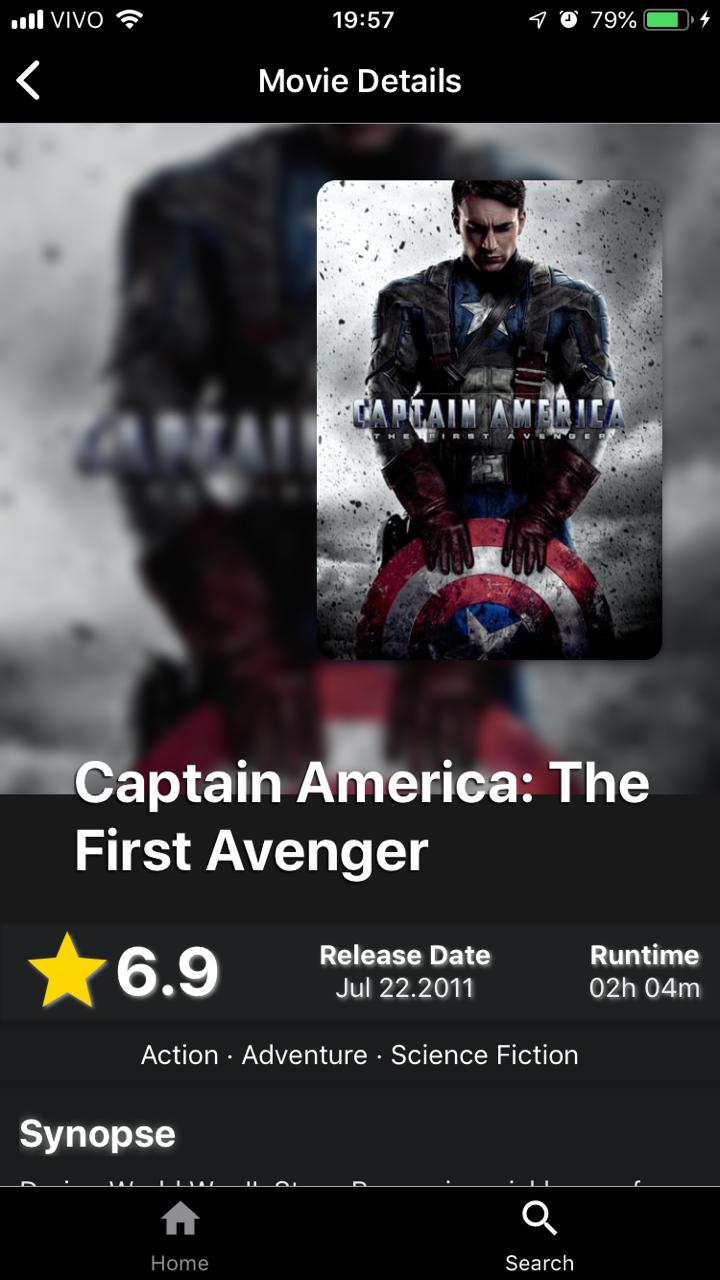 VIVO 19:57 79%
Movie Details
CAPTAIN AMERICA
THE FIRST AVENGER
Captain America: The
First Avenger
6.9
Release Date
Jul 22.2011
Runtime
02h 04m
Action · Adventure · Science Fiction
Synopse
Home
Search